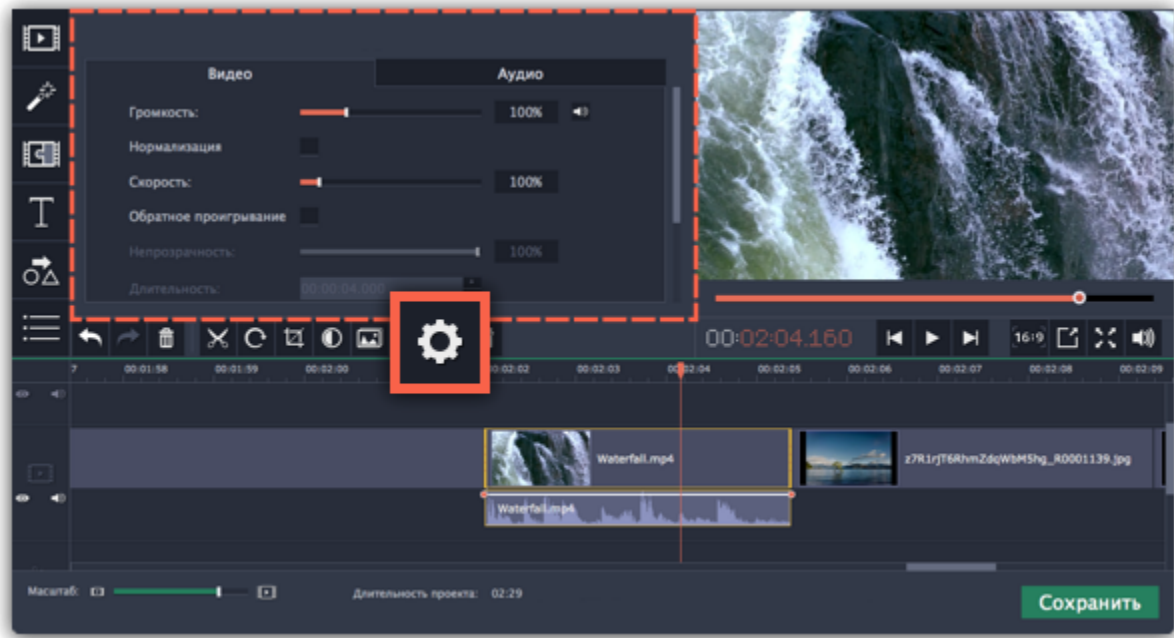 Видео Аудио
Громкость: 100%
Нормализация
Скорость: 100%
Обратное проигрывание
Непрозрачность: 100%
Длительность: 00:00:04.000
T
00:02:04.160
16:9
7 00:01:58 00:01:59 00:02:00 00:02:02 00:02:03 00:02:04 00:02:05 00:02:06 00:02:07 00:02:08 00:02:09
Waterfall.mp4 z7R1rjT6RhmZdqWbM5hg_R0001139.jpg
Waterfall.mp4
Масштаб: Длительность проекта: 02:29
Сохранить